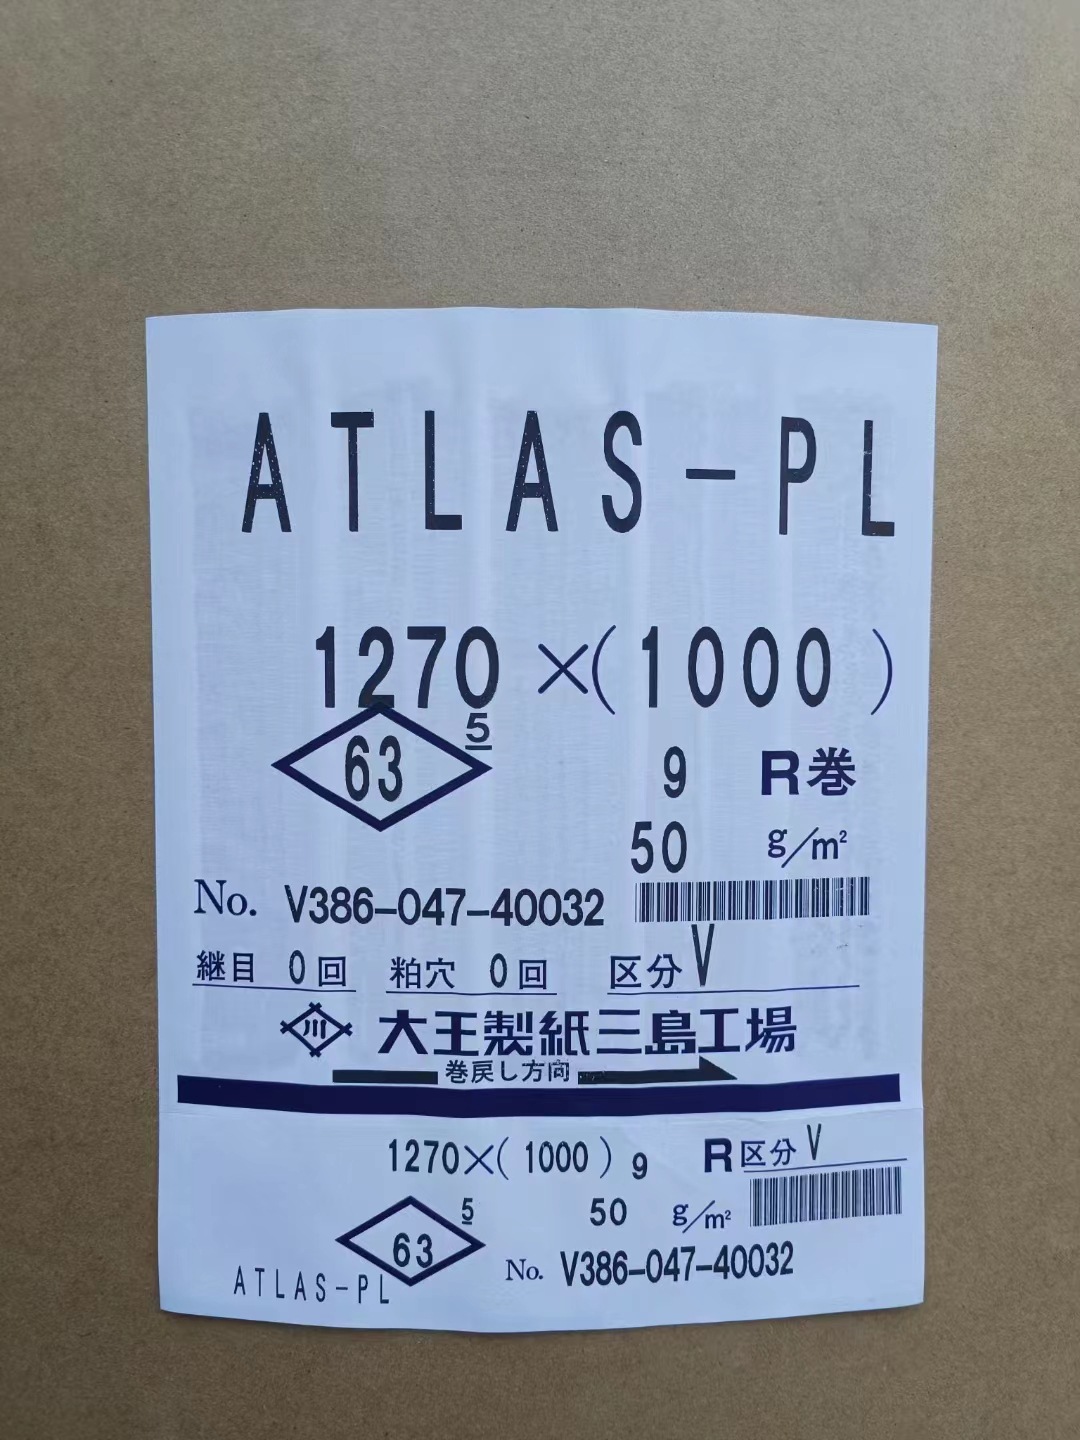 ATLAS-PL
1270×(1000)
63 5
9 R巻
50 g/m²
No. V386-047-40032
継目 0回 粕穴 0回 区分 V
川 大王製紙三島工場
巻戻し方向
1270×(1000) 9 R区分 V
63 5 50 g/m²
ATLAS-PL No. V386-047-40032